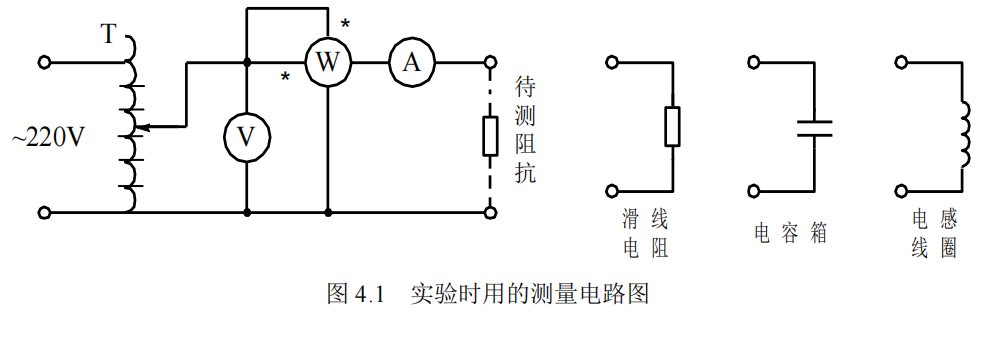 T
*
W
A
*
~220V
V
待测阻抗
滑线
电阻
电容箱
电感
线圈
图 4.1 实验时用的测量电路图